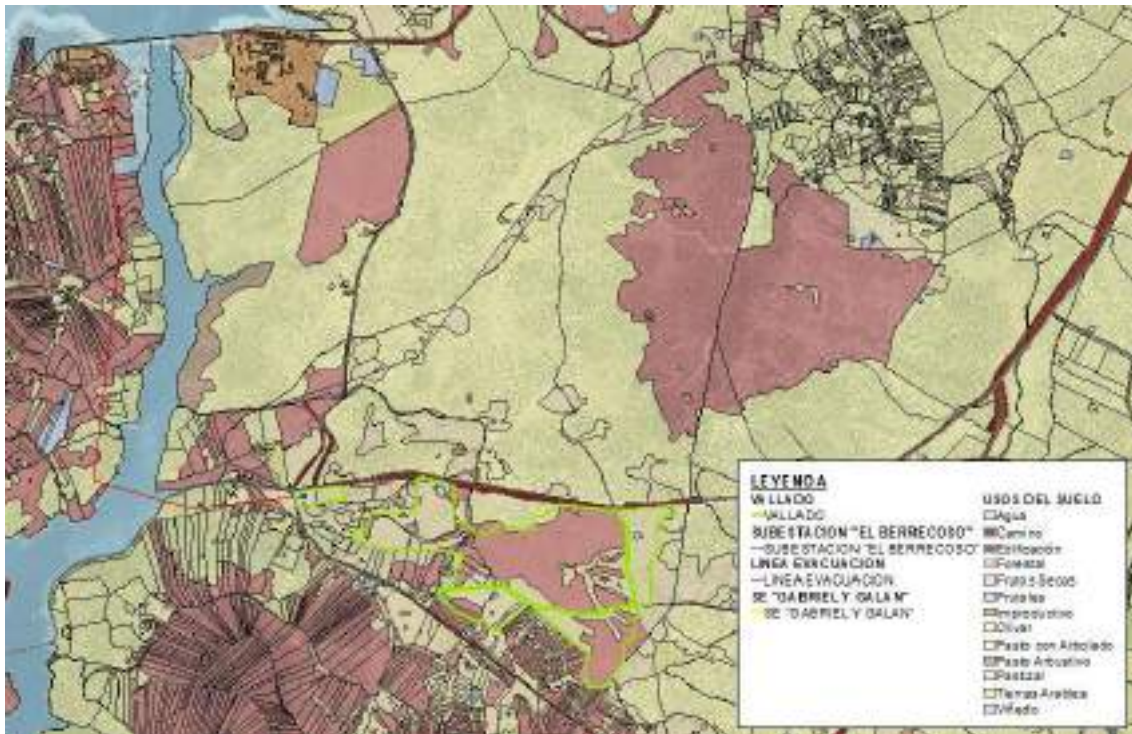 LEYENDA
VALLADO
VALLADO
SUBESTACION "EL BERRECOSO"
SUBESTACION "EL BERRECOSO"
LINEA EVACUACION
LINEA EVACUACION
SE "GABRIEL Y GALAN"
SE "GABRIEL Y GALAN"
USOS DEL SUELO
Agua
Camino
Edificación
Forestal
Frutos Secos
Frutales
Improductivo
Olivar
Pasto con Arbolado
Pasto Arbustivo
Pastizal
Tierras Arables
Viñedo